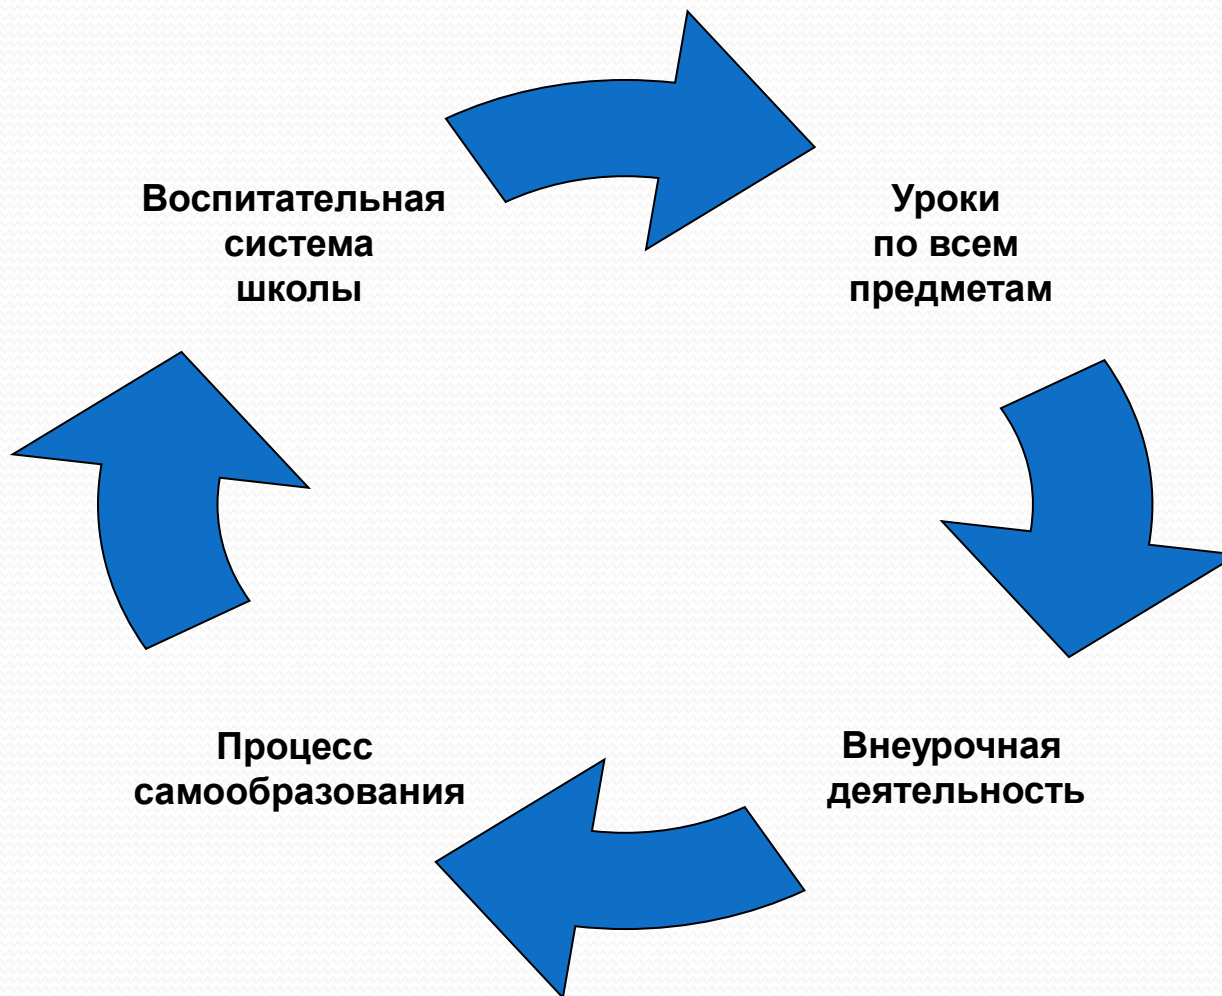 Воспитательная
система
школы
Уроки
по всем
предметам
Процесс
самообразования
Внеурочная
деятельность